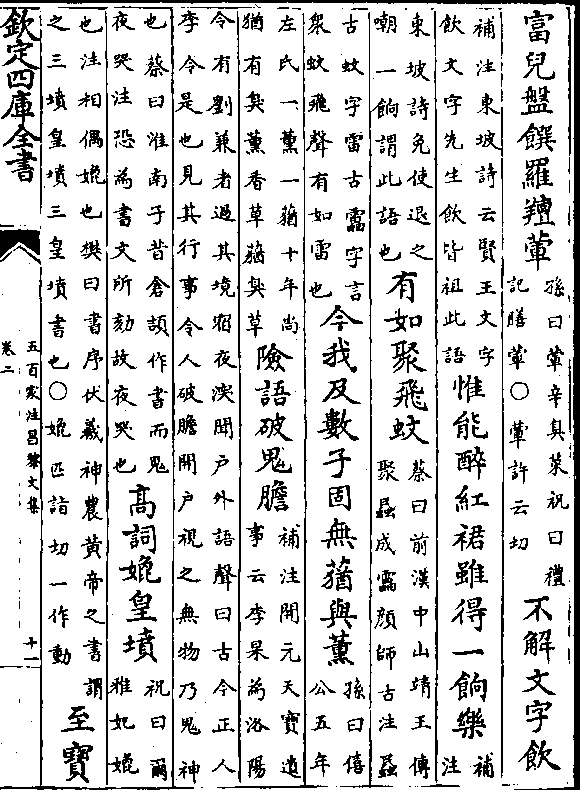 富兒盤饌羅羶葷
孫曰葷辛臭菜祝曰禮
記膳葷○葷許云切
不解文字飲
補注東坡詩云賢王文字
飲文字先生飲皆祖此語
惟能醉紅裙雖得一餉樂
補
注
東坡詩免使退之
嘲一餉謂此語也
有如聚飛蚊
蔡曰前漢中山靖王傳
聚蟁成靁顔師古注蟁
古蚊字雷古靁字言
衆蚊飛聲有如雷也
今我及數子固無蕕與薰
孫曰僖
公五年
左氏一薰一蕕十年尚
猶有臭薰香草蕕臭草
險語破鬼膽
補注開元天寶遺
事云李杲為洛陽
令有劉兼者過其境宿夜深聞戶外語聲曰古今正人
李令是也見其行事令人破膽開戶視之無物乃鬼神
也蔡曰淮南子昔倉頡作書而鬼
夜哭注恐為書文所劾故夜哭也
高詞媲皇墳
祝曰爾
雅妃媲
也注相偶媲也樊曰書序伏羲神農黃帝之書謂
之三墳皇墳三皇墳書也○媲匹詣切一作動
至寶
欽定四庫全書
五百家注昌黎文集
卷二
十一